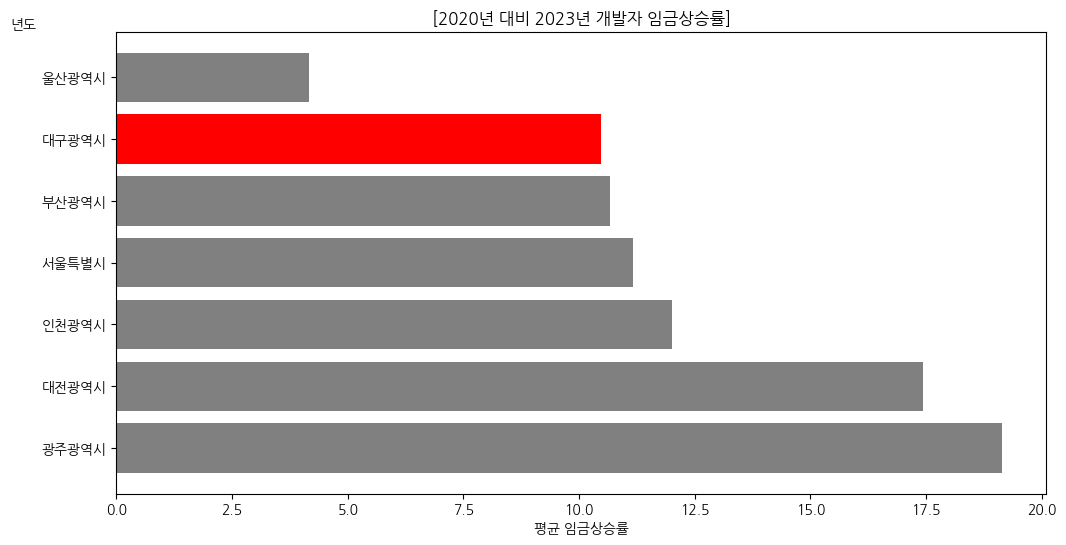 [2020년 대비 2023년 개발자 임금상승률]
년도
울산광역시
대구광역시
부산광역시
서울특별시
인천광역시
대전광역시
광주광역시
0.0 2.5 5.0 7.5 10.0 12.5 15.0 17.5 20.0
평균 임금상승률